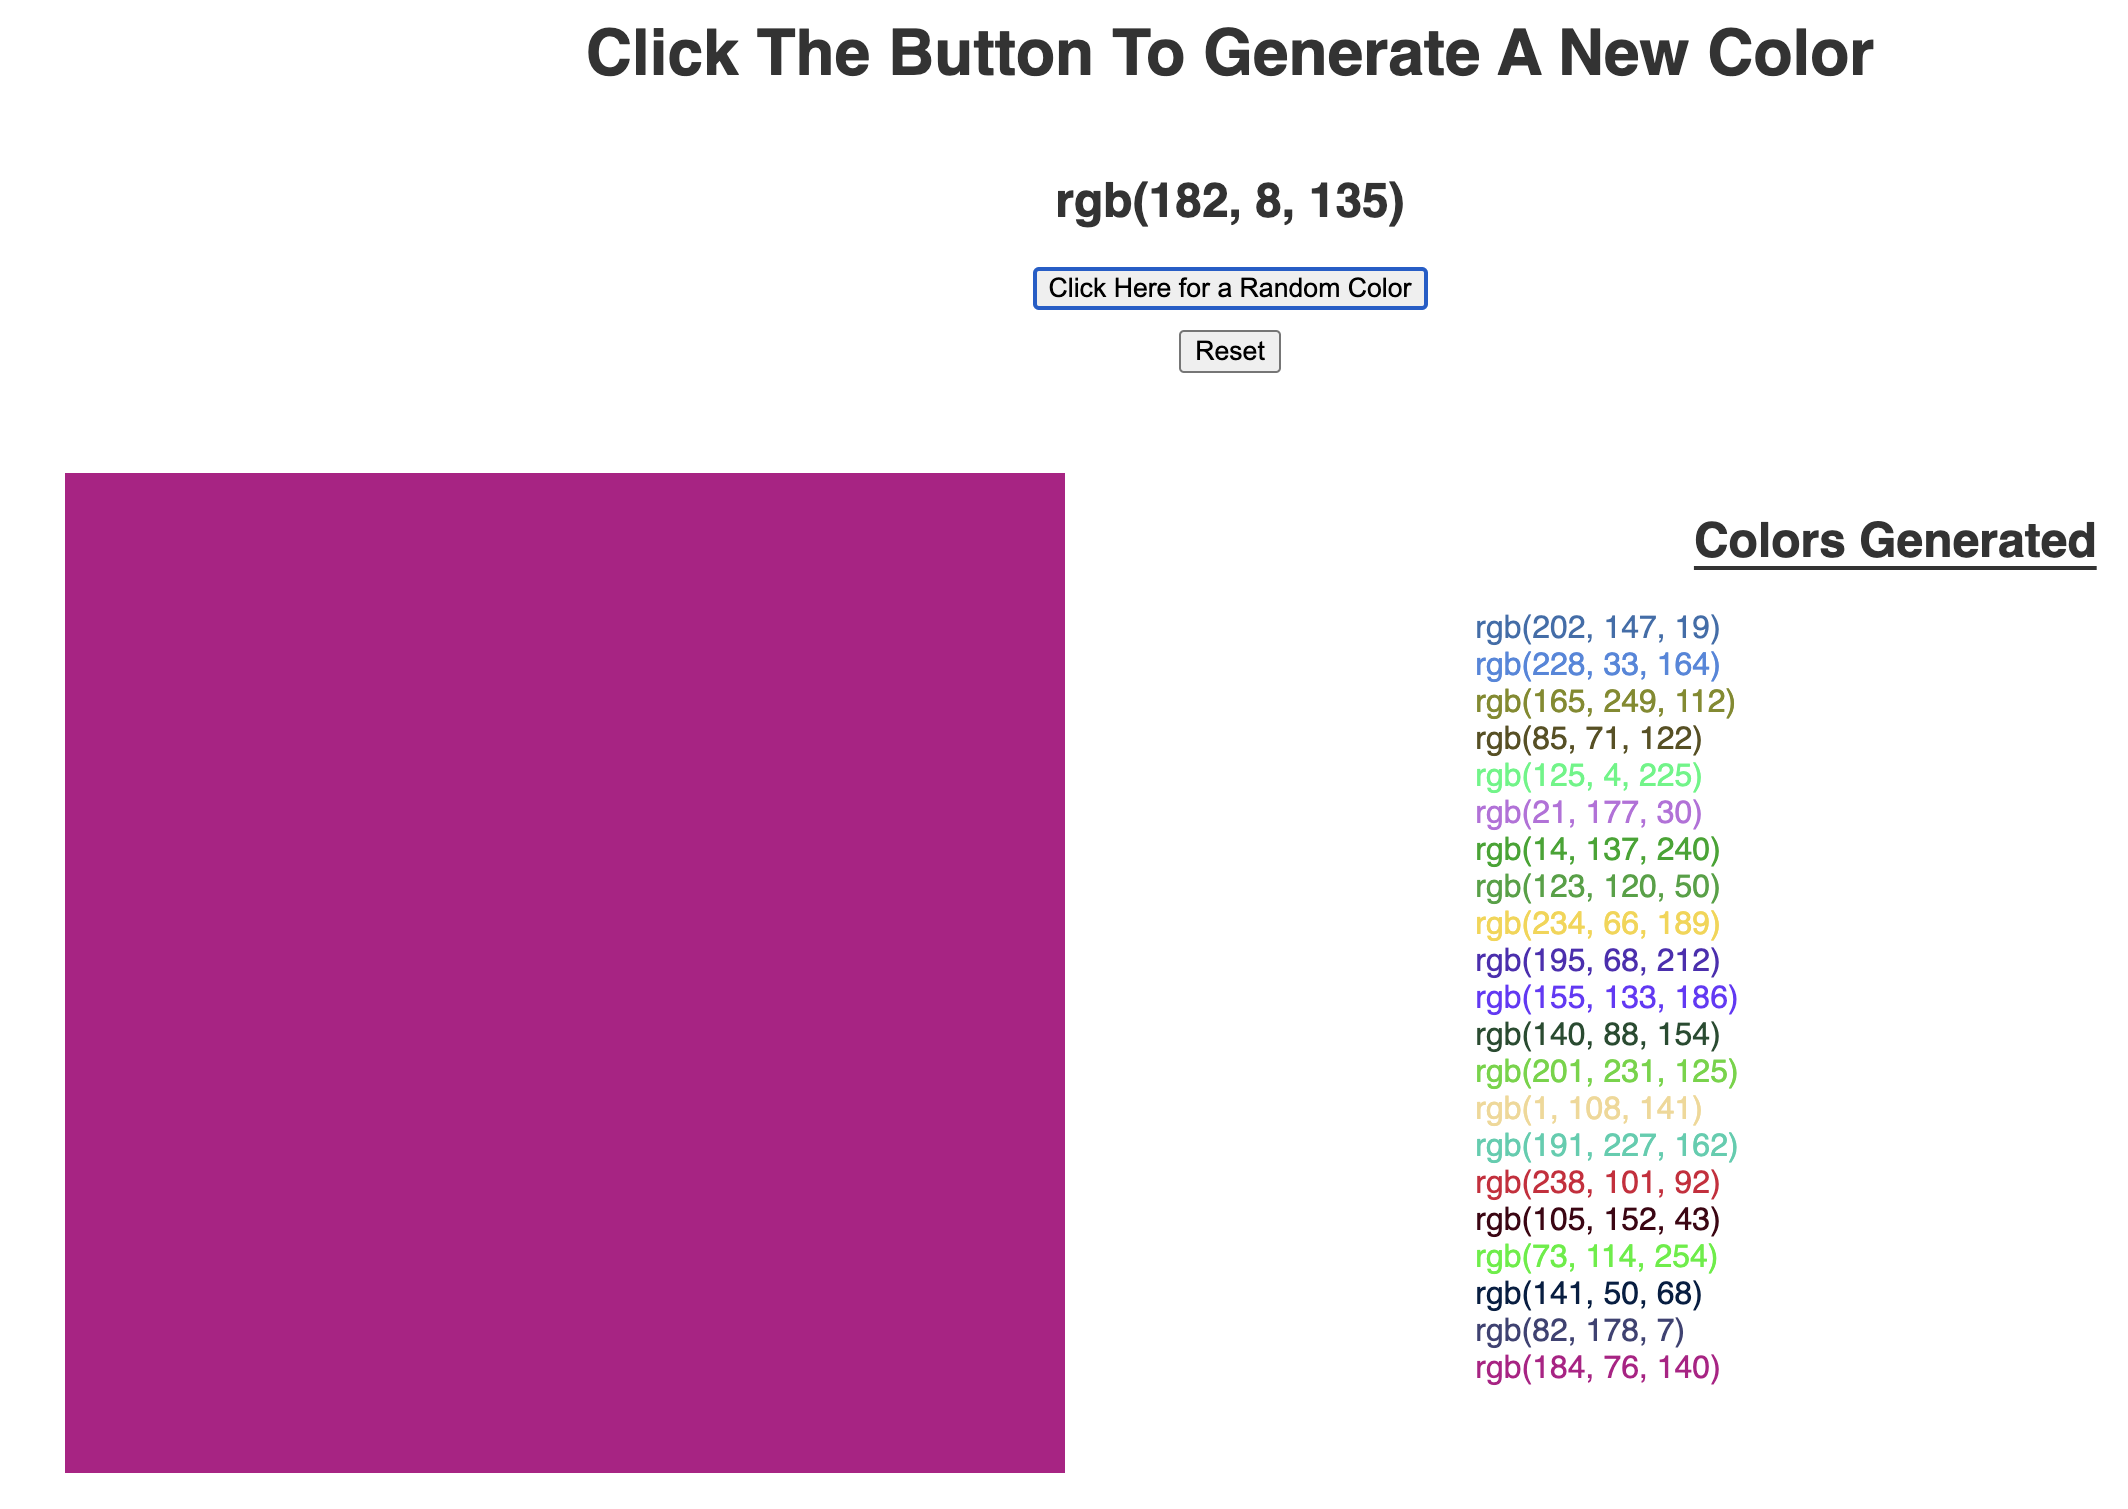 Click The Button To Generate A New Color
rgb(182, 8, 135)
Click Here for a Random Color
Reset
Colors Generated
rgb(202, 147, 19)
rgb(228, 33, 164)
rgb(165, 249, 112)
rgb(85, 71, 122)
rgb(125, 4, 225)
rgb(21, 177, 30)
rgb(14, 137, 240)
rgb(123, 120, 50)
rgb(234, 66, 189)
rgb(195, 68, 212)
rgb(155, 133, 186)
rgb(140, 88, 154)
rgb(201, 231, 125)
rgb(1, 108, 141)
rgb(191, 227, 162)
rgb(238, 101, 92)
rgb(105, 152, 43)
rgb(73, 114, 254)
rgb(141, 50, 68)
rgb(82, 178, 7)
rgb(184, 76, 140)